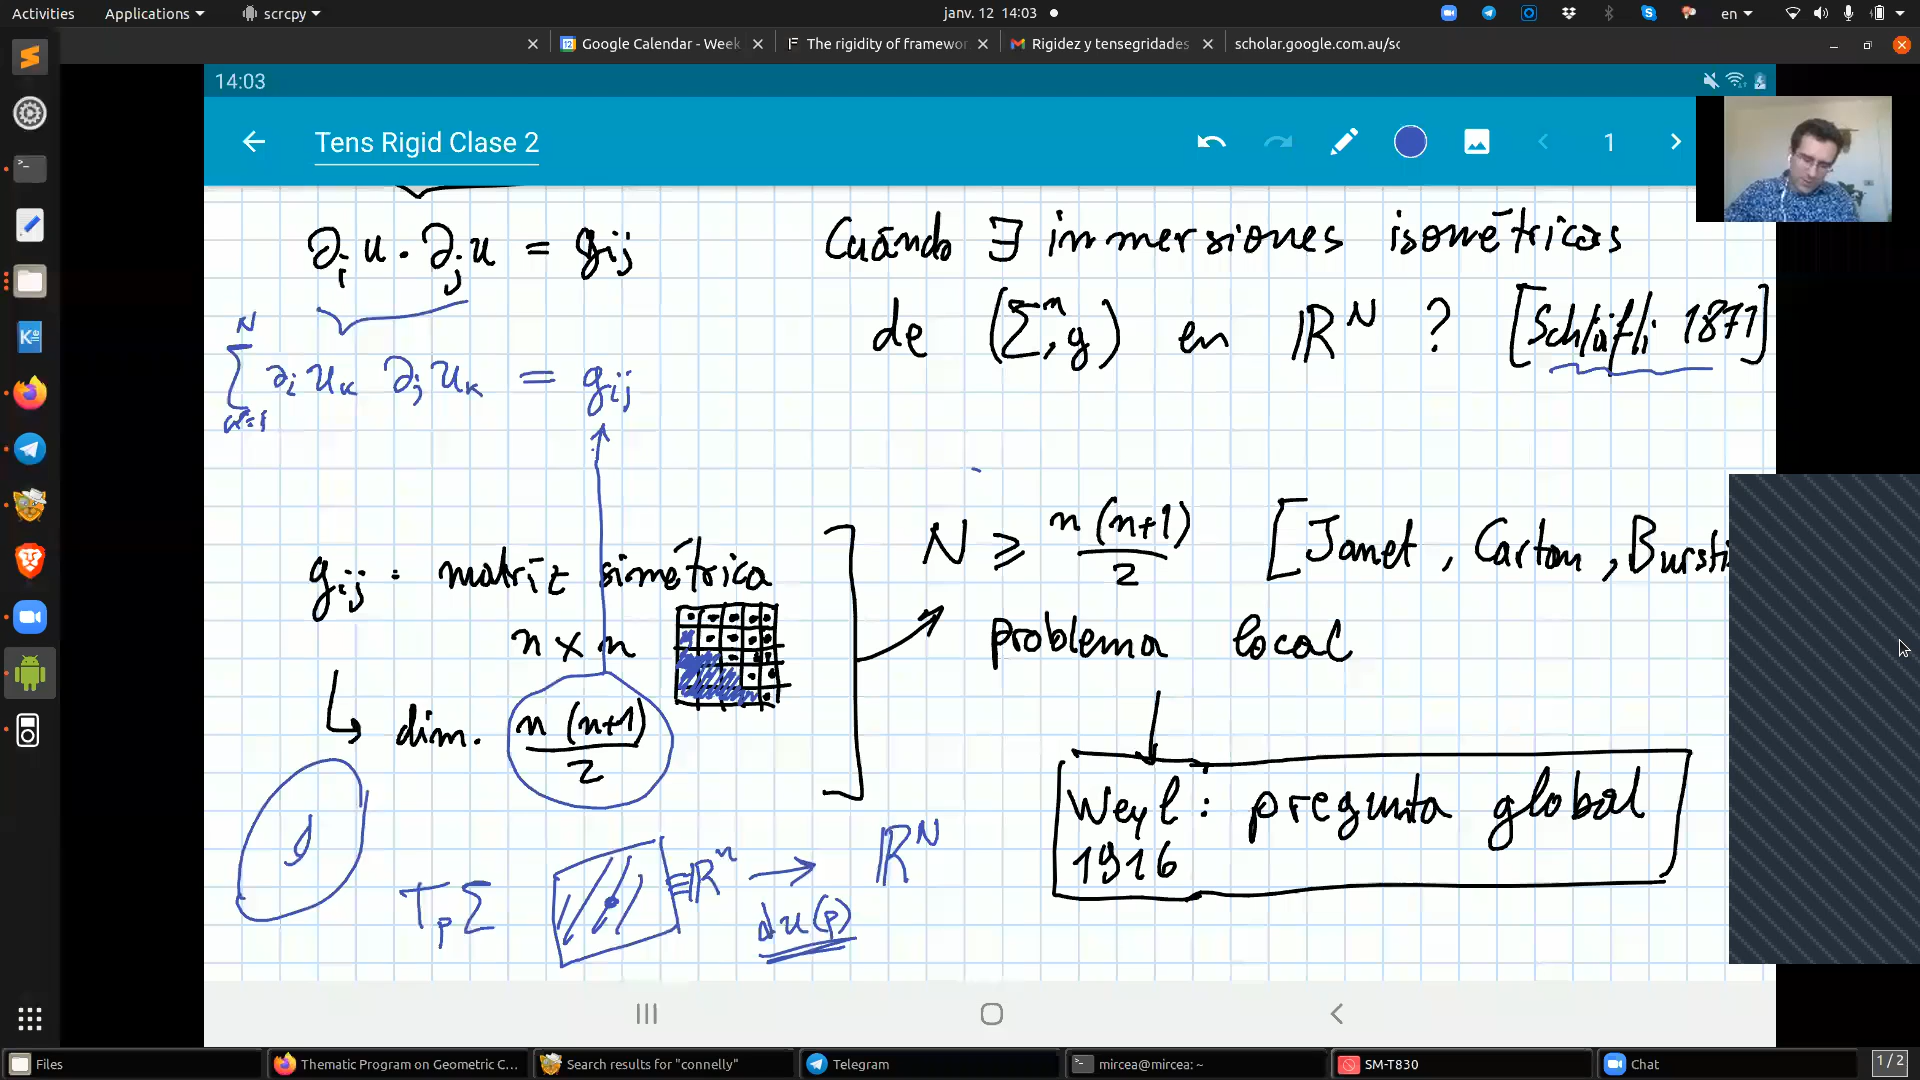 Activities Applications scrcpy janv. 12 14:03 en
Google Calendar - Week The rigidity of framewor Rigidez y tensegridades scholar.google.com.au/sc
14:03
Tens Rigid Clase 2 1
∂i u · ∂j u = gij
Cuándo ∃ inmersiones isométricas
de (Σⁿ, g) en ℝᴺ ? [Schläfli 1871]
N
Σ ∂i uk ∂j uk = gij
k=1
gij : matriz simétrica
n × n
dim. n (n+1) / 2
N ≥ n (n+1) / 2 [Janet, Cartan, Bursti
problema local
Weyl: pregunta global
1916
g
TpΣ ≡ ℝⁿ → ℝᴺ
du(p)
Files Thematic Program on Geometric C... Search results for "connelly" Telegram mircea@mircea: ~ SM-T830 Chat 1 / 2